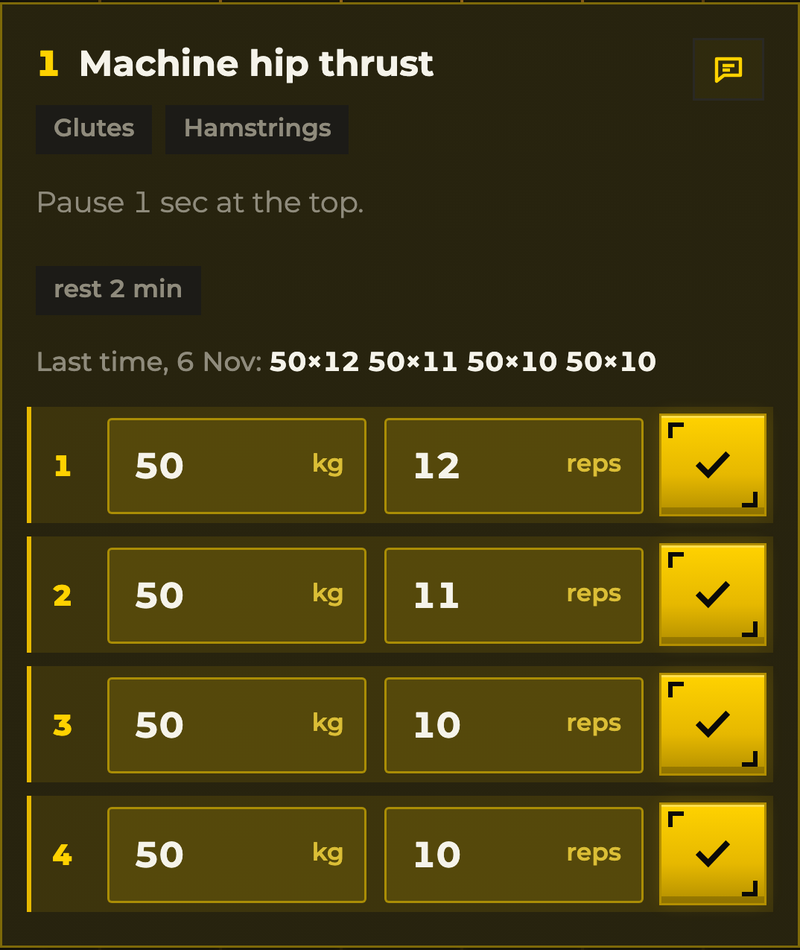 1 Machine hip thrust
Glutes Hamstrings
Pause 1 sec at the top.
rest 2 min
Last time, 6 Nov: 50×12 50×11 50×10 50×10
1 50 kg 12 reps
2 50 kg 11 reps
3 50 kg 10 reps
4 50 kg 10 reps